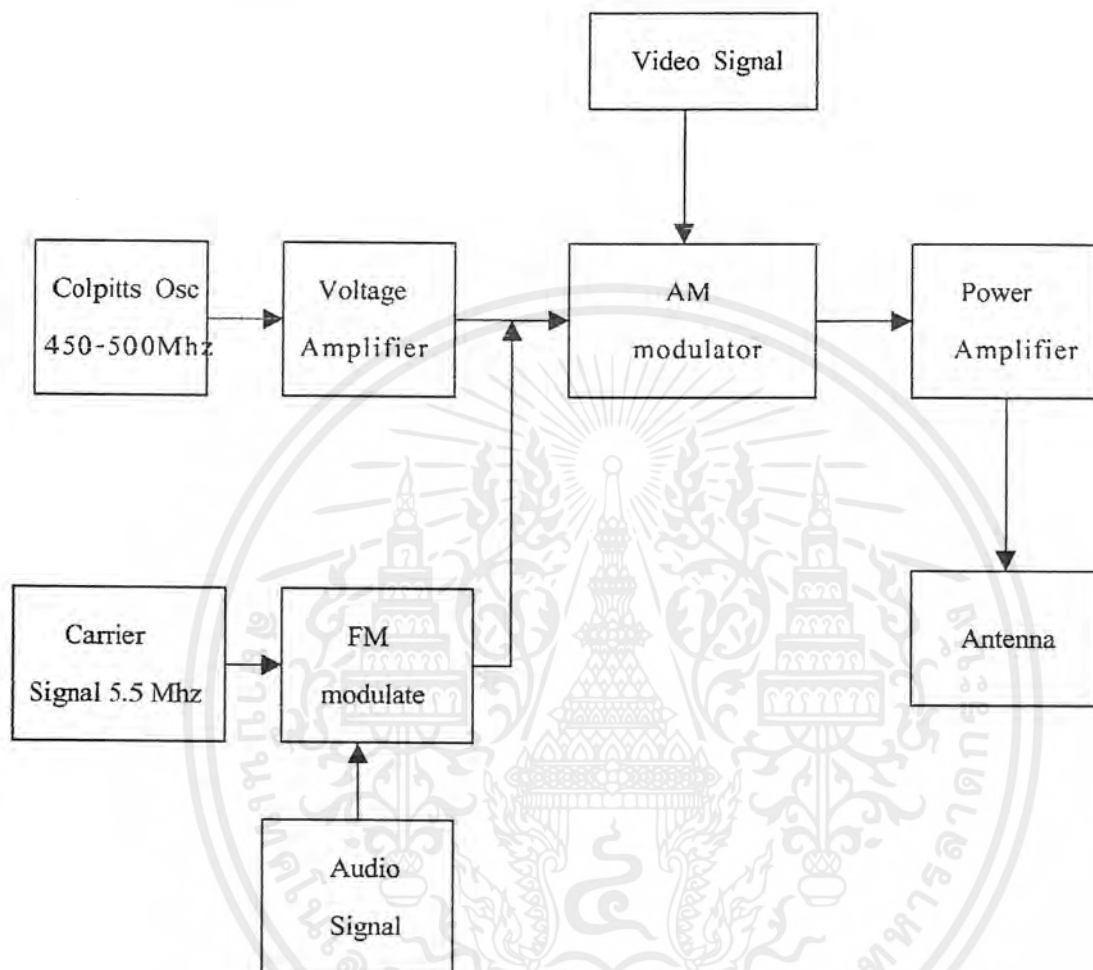 Video Signal
Colpitts Osc
450-500Mhz
Voltage
Amplifier
AM
modulator
Power
Amplifier
Carrier
Signal 5.5 Mhz
FM
modulate
Antenna
Audio
Signal